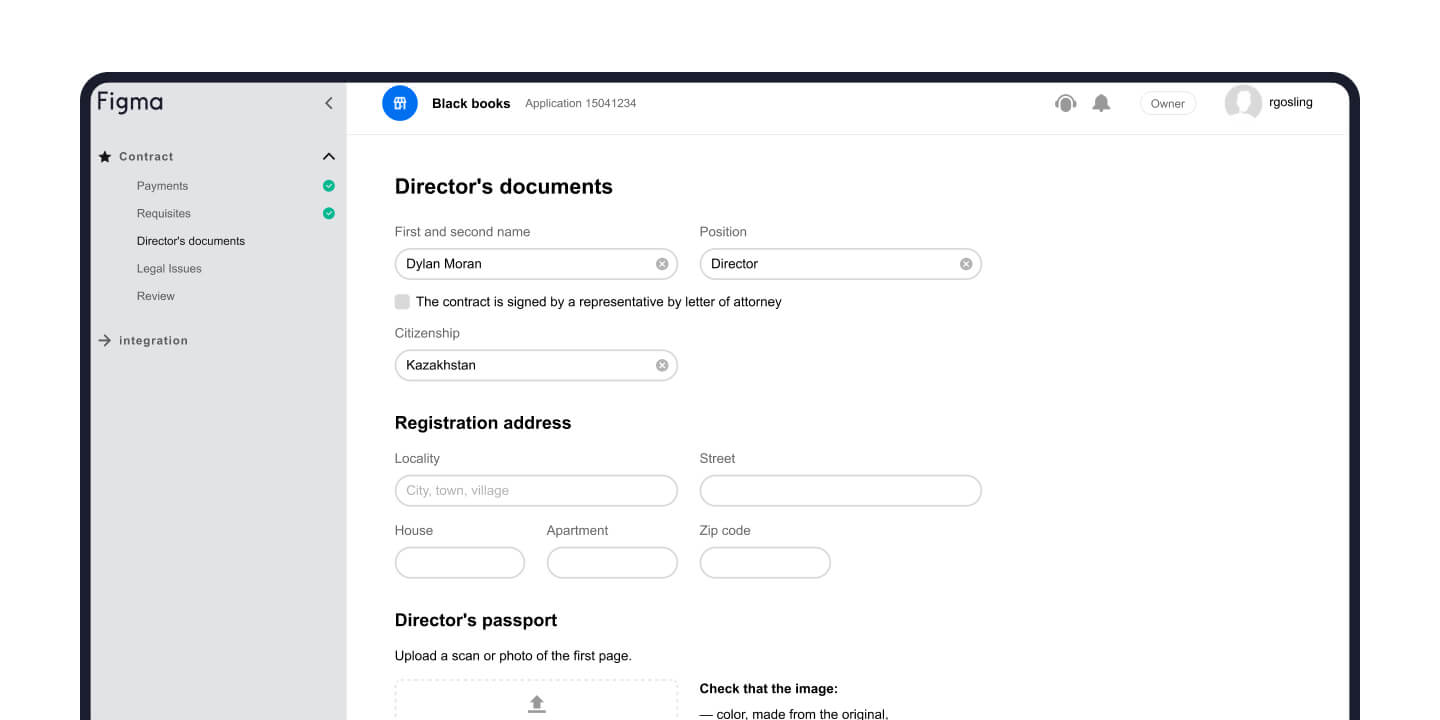 Figma
Black books Application 15041234
Owner
rgosling
Contract
Payments
Requisites
Director's documents
Legal Issues
Review
integration
Director's documents
First and second name
Position
Dylan Moran
Director
The contract is signed by a representative by letter of attorney
Citizenship
Kazakhstan
Registration address
Locality
Street
City, town, village
House
Apartment
Zip code
Director's passport
Upload a scan or photo of the first page.
Check that the image:
— color, made from the original,